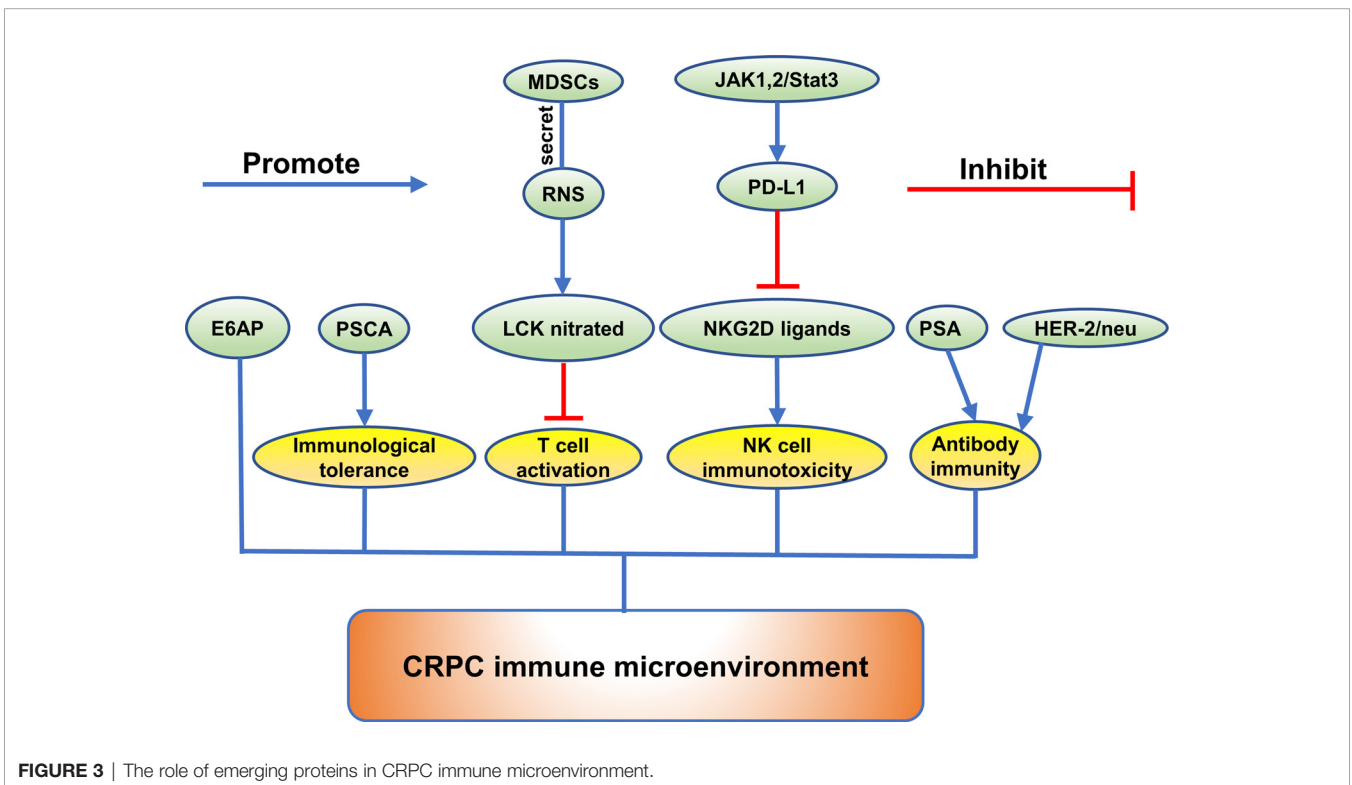 MDSCs
JAK1,2/Stat3
secret
Promote
Inhibit
RNS
PD-L1
E6AP
PSCA
LCK nitrated
NKG2D ligands
PSA
HER-2/neu
Immunological
tolerance
T cell
activation
NK cell
immunotoxicity
Antibody
immunity
CRPC immune microenvironment
FIGURE 3 | The role of emerging proteins in CRPC immune microenvironment.